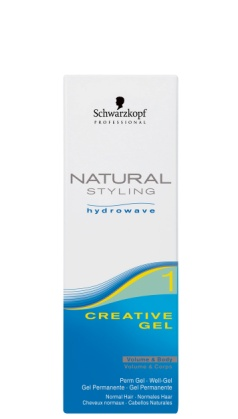 Schwarzkopf
PROFESSIONAL
NATURAL
STYLING
hydrowave
1
CREATIVE
GEL
Volume & Body
Volume & Corps
Perm Gel · Well-Gel
Gel Permanente · Gel Permanente
Normal Hair · Normales Haar
Cheveux normaux · Cabellos Naturales